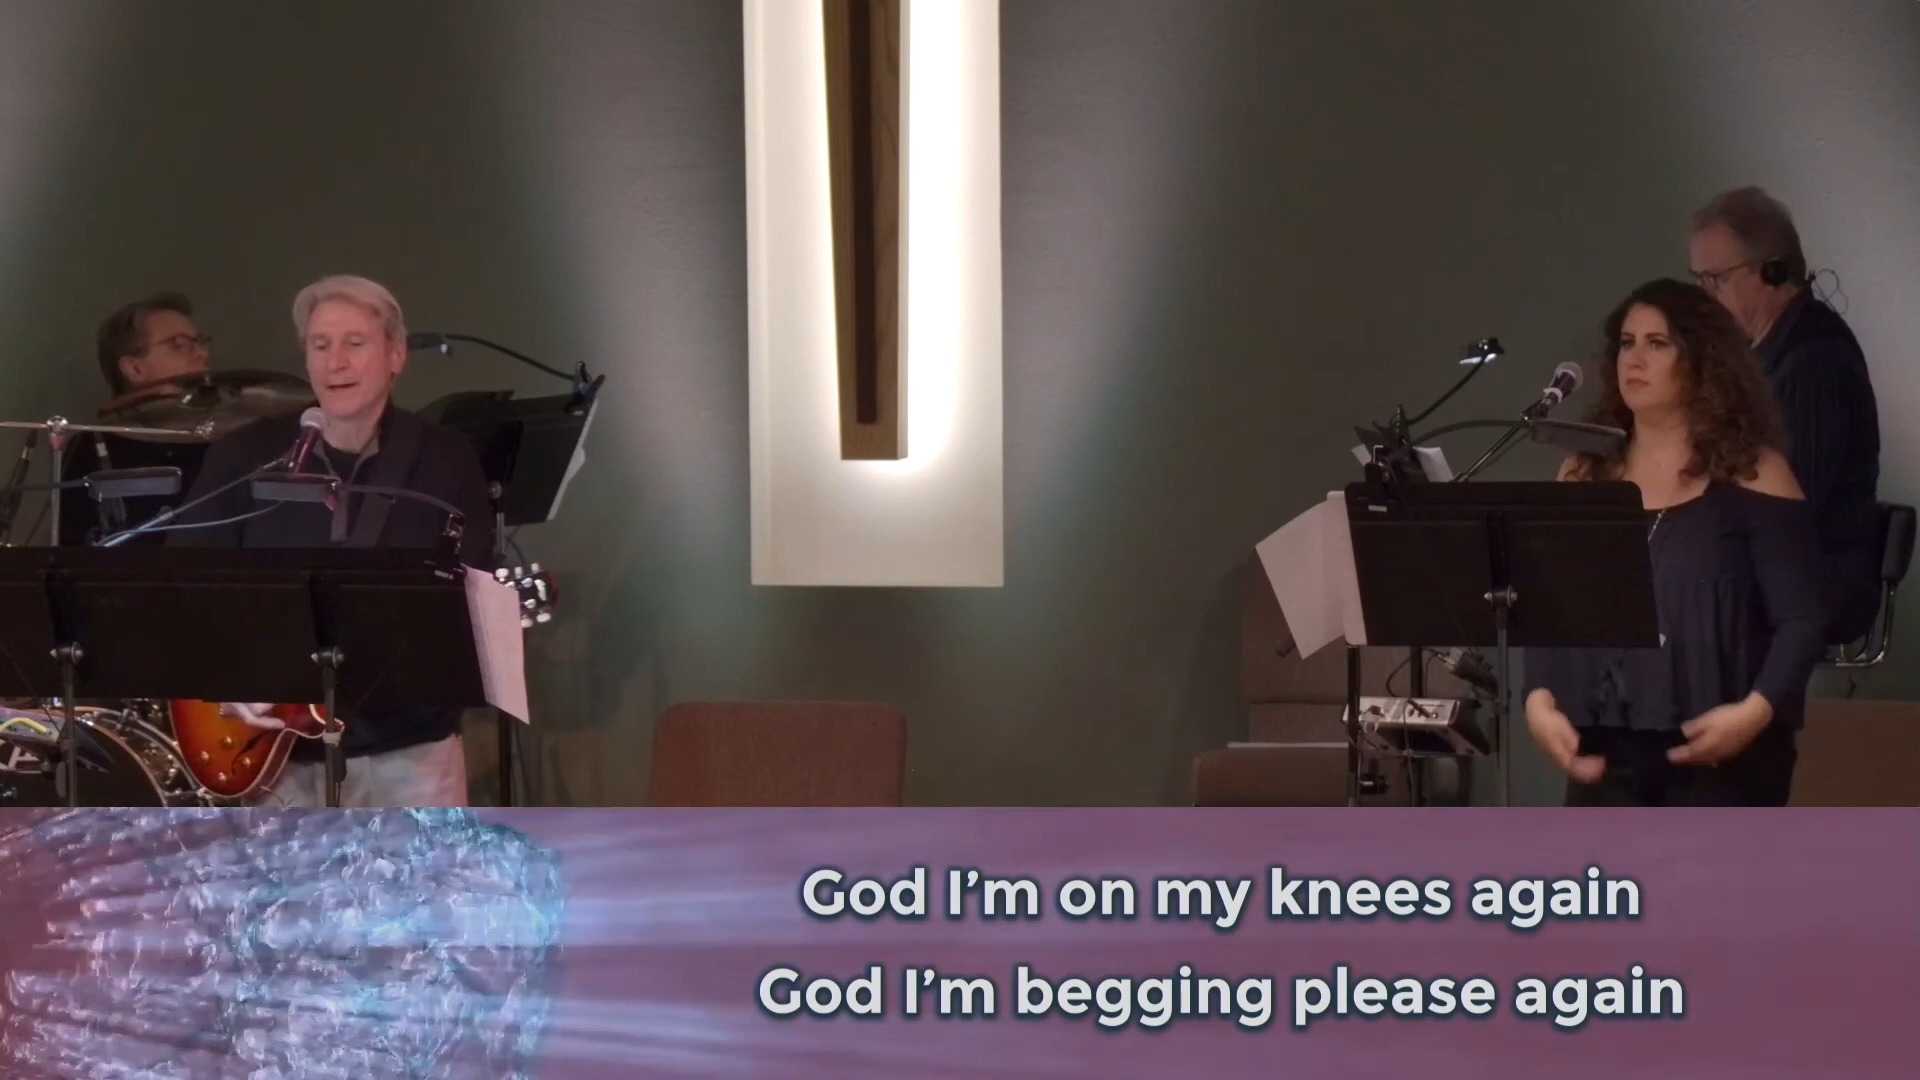 God I’m on my knees again
God I’m begging please again